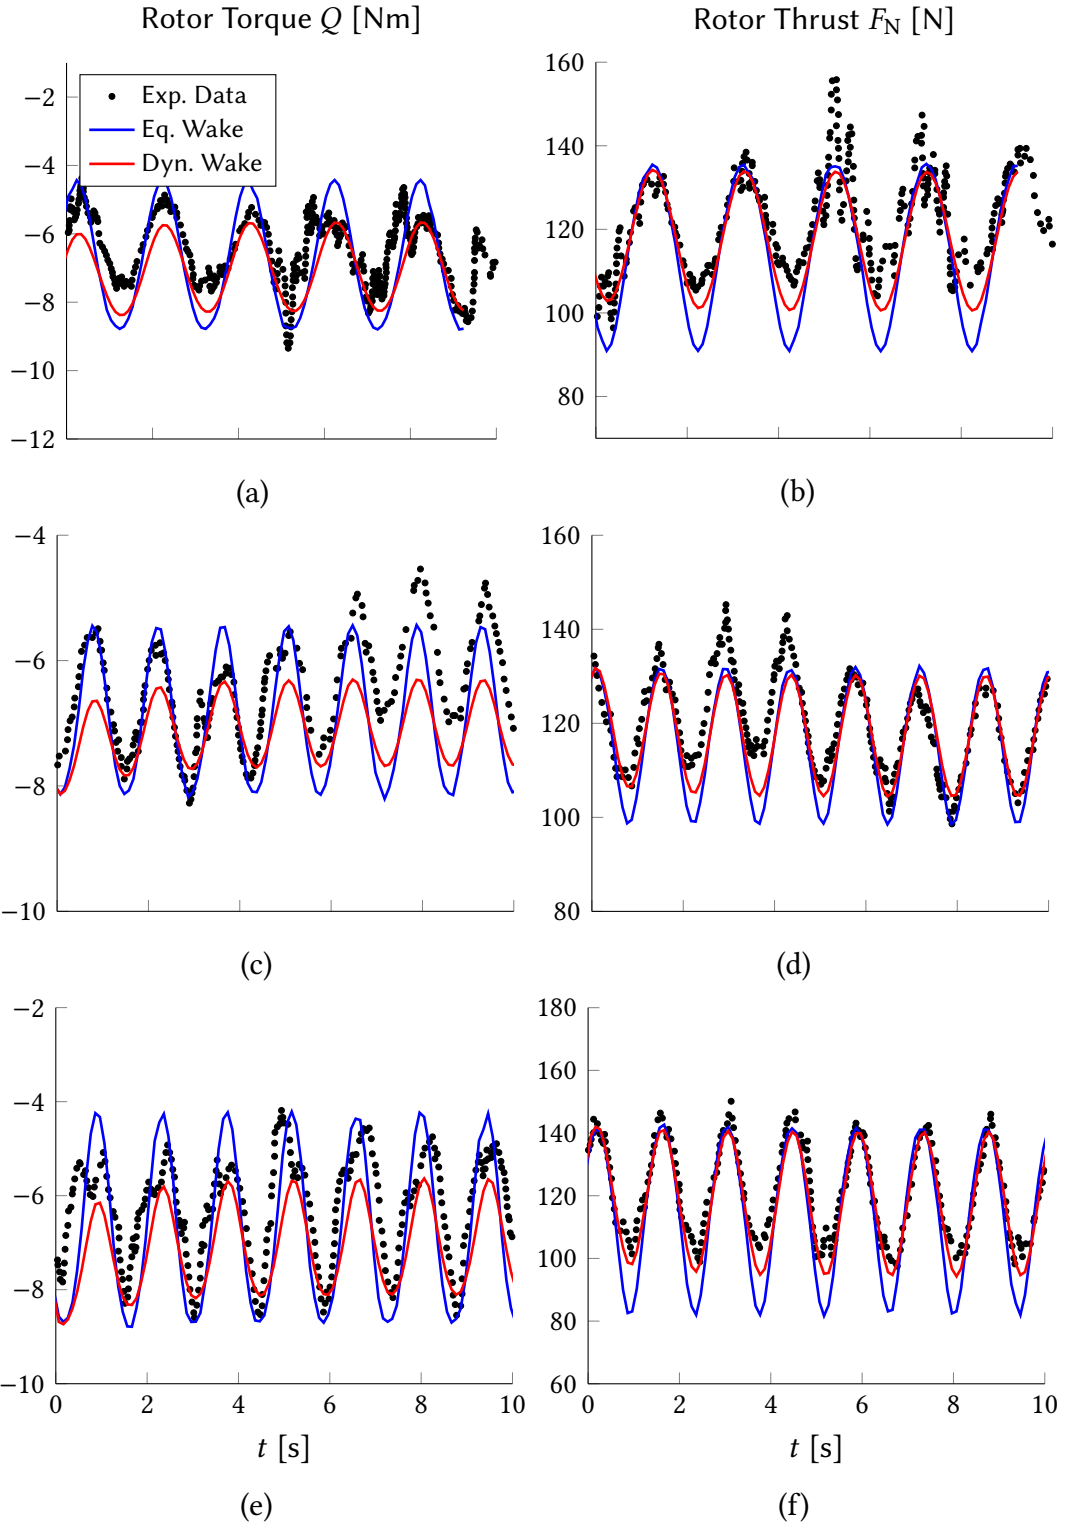 Rotor Torque Q [Nm]
Rotor Thrust F_N [N]
Exp. Data
Eq. Wake
Dyn. Wake
−2
−4
−6
−8
−10
−12
160
140
120
100
80
(a)
(b)
−4
−6
−8
−10
160
140
120
100
80
(c)
(d)
−2
−4
−6
−8
−10
0 2 4 6 8 10
t [s]
180
160
140
120
100
80
60
0 2 4 6 8 10
t [s]
(e)
(f)